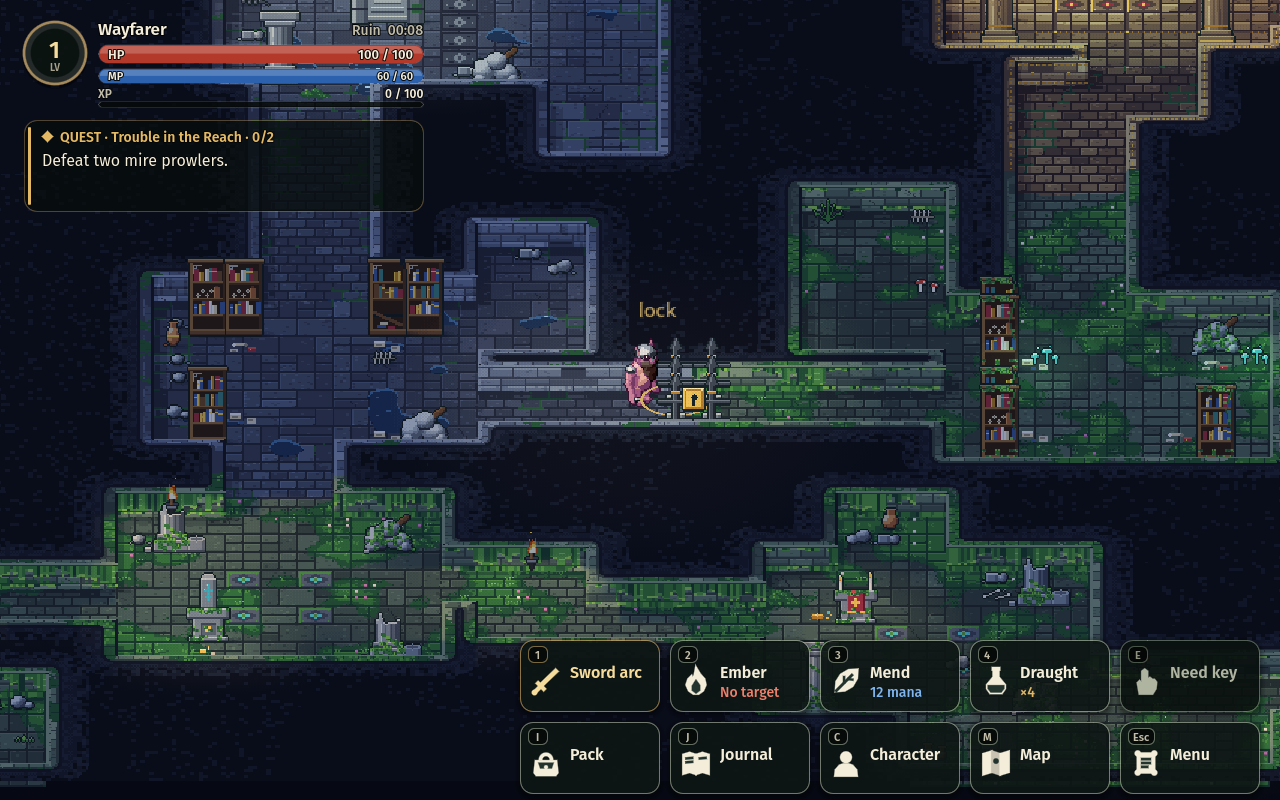 1
LV
Wayfarer
Ruin 00:08
HP 100 / 100
MP 60 / 60
XP 0 / 100
QUEST · Trouble in the Reach · 0/2
Defeat two mire prowlers.
lock
1 Sword arc
2 Ember
No target
3 Mend
12 mana
4 Draught
×4
E Need key
I Pack
J Journal
C Character
M Map
Esc Menu